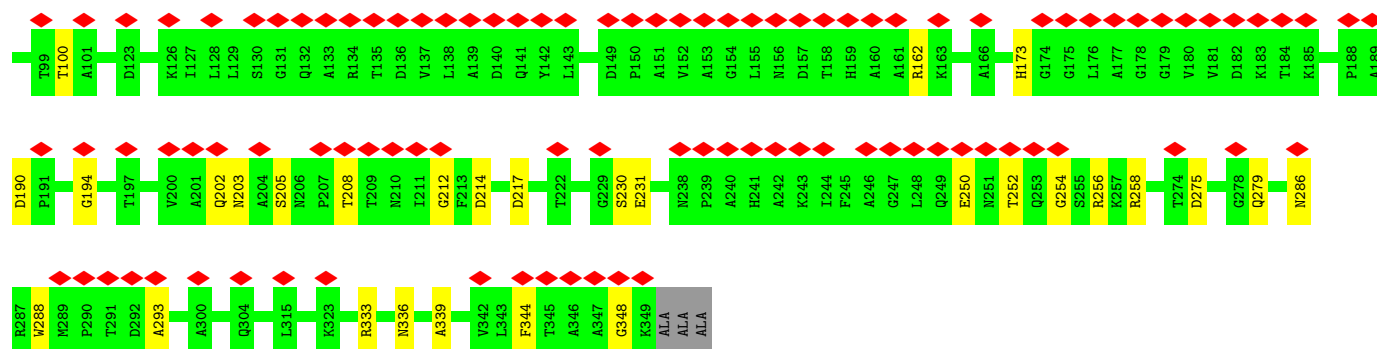 T99 T100 A101 D123 K126 I127 L128 L129 S130 G131 Q132 A133 R134 T135 D136 V137 L138 A139 D140 Q141 Y142 L143 D149 P150 A151 V152 A153 G154 L155 N156 D157 T158 H159 A160 A161 R162 K163 A166 H173 G174 G175 L176 A177 G178 G179 V180 V181 D182 K183 T184 K185 P188 A189
D190 P191 G194 T197 V200 A201 Q202 N203 A204 S205 N206 P207 T208 T209 N210 I211 G212 F213 D214 D217 T222 G229 S230 E231 N238 P239 A240 H241 A242 K243 I244 F245 A246 G247 L248 Q249 E250 N251 T252 Q253 G254 S255 R256 K257 R258 T274 D275 G278 Q279 N286
R287 W288 M289 P290 T291 D292 A293 A300 Q304 L315 K323 R333 N336 A339 V342 L343 F344 T345 A346 A347 G348 K349 ALA ALA ALA